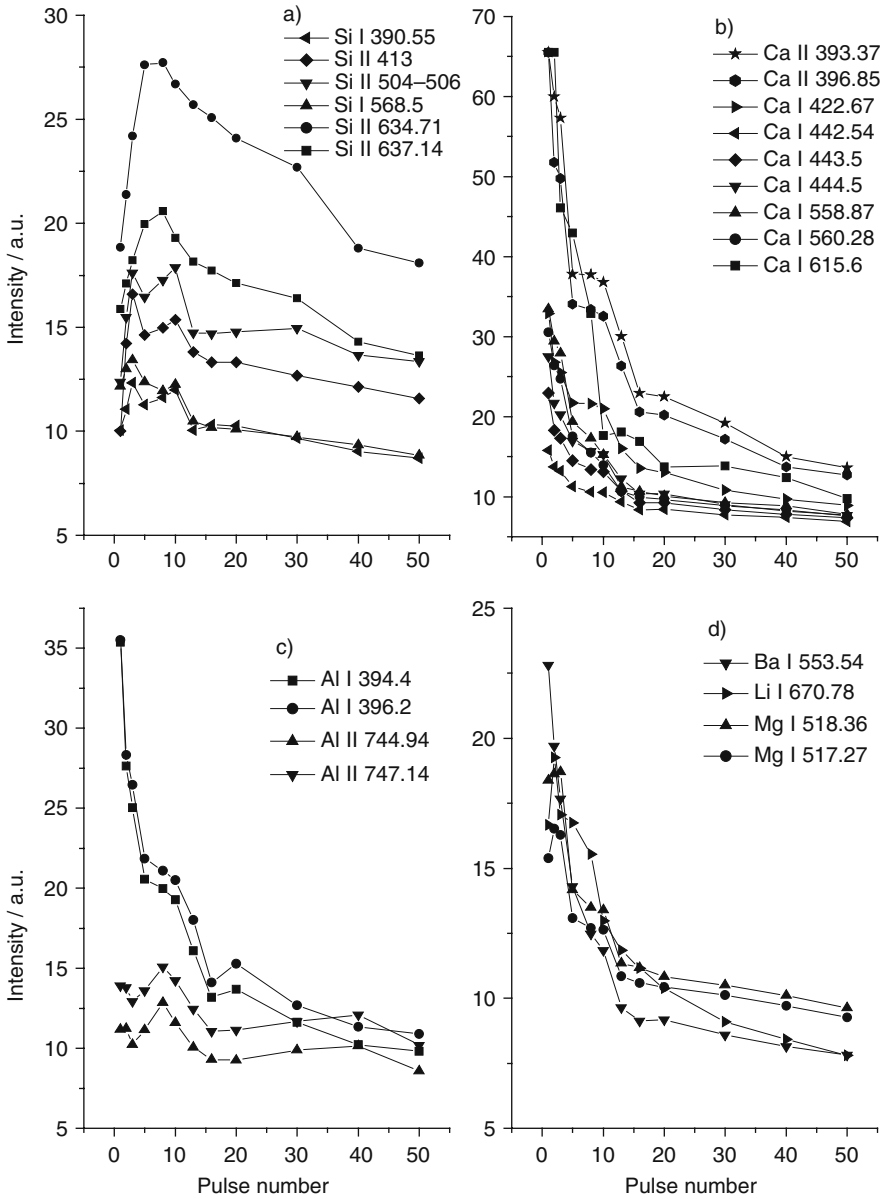 a)
Si I 390.55
Si II 413
Si II 504–506
Si I 568.5
Si II 634.71
Si II 637.14
30
25
20
15
10
5
0 10 20 30 40 50
Intensity / a.u.
b)
Ca II 393.37
Ca II 396.85
Ca I 422.67
Ca I 442.54
Ca I 443.5
Ca I 444.5
Ca I 558.87
Ca I 560.28
Ca I 615.6
70
60
50
40
30
20
10
0 10 20 30 40 50
c)
Al I 394.4
Al I 396.2
Al II 744.94
Al II 747.14
35
30
25
20
15
10
5
0 10 20 30 40 50
Intensity / a.u.
Pulse number
d)
Ba I 553.54
Li I 670.78
Mg I 518.36
Mg I 517.27
25
20
15
10
5
0 10 20 30 40 50
Pulse number